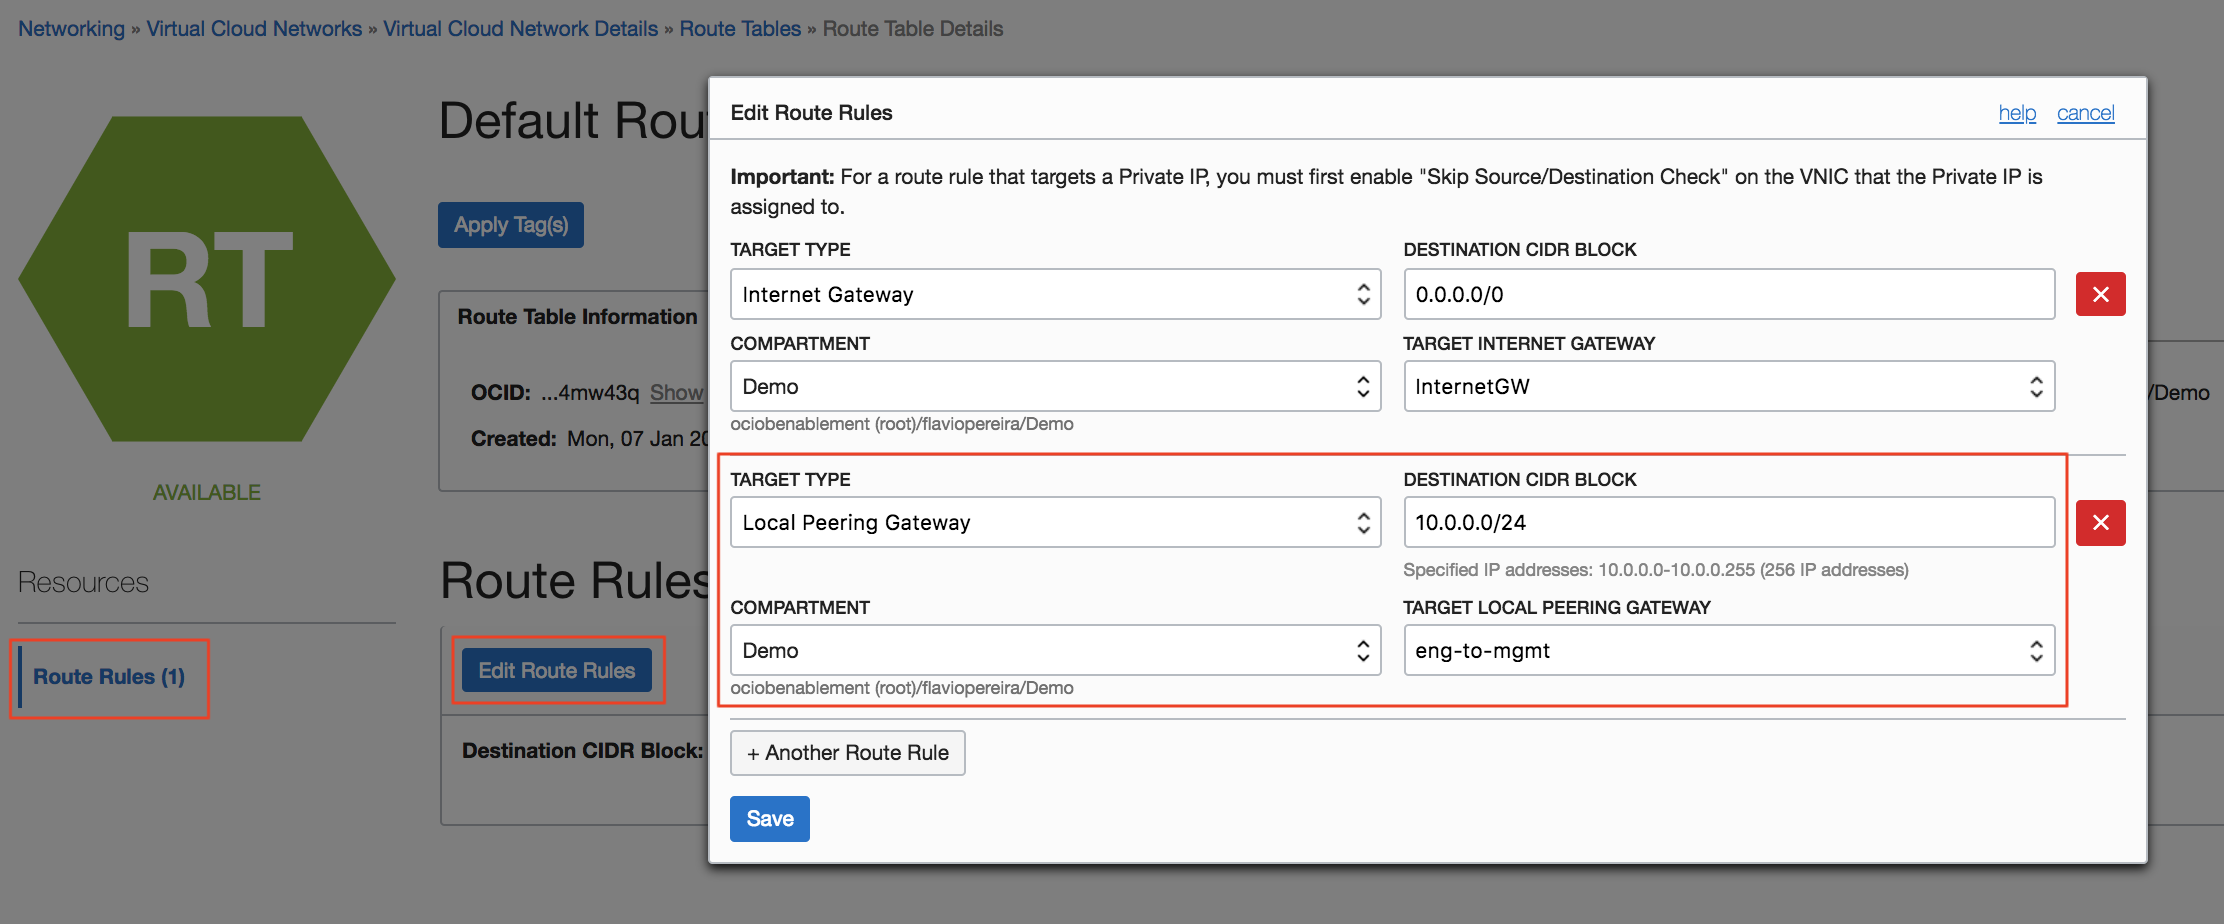 Networking » Virtual Cloud Networks » Virtual Cloud Network Details » Route Tables » Route Table Details
RT
AVAILABLE
Resources
Route Rules (1)
Default Rou
Apply Tag(s)
Route Table Information
OCID: ...4mw43q Show
Created: Mon, 07 Jan 20
/Demo
Route Rules
Edit Route Rules
Destination CIDR Block:
Edit Route Rules
help cancel
Important: For a route rule that targets a Private IP, you must first enable "Skip Source/Destination Check" on the VNIC that the Private IP is
assigned to.
TARGET TYPE DESTINATION CIDR BLOCK
Internet Gateway 0.0.0.0/0
COMPARTMENT TARGET INTERNET GATEWAY
Demo InternetGW
ociobenablement (root)/flaviopereira/Demo
TARGET TYPE DESTINATION CIDR BLOCK
Local Peering Gateway 10.0.0.0/24
Specified IP addresses: 10.0.0.0-10.0.0.255 (256 IP addresses)
COMPARTMENT TARGET LOCAL PEERING GATEWAY
Demo eng-to-mgmt
ociobenablement (root)/flaviopereira/Demo
+ Another Route Rule
Save